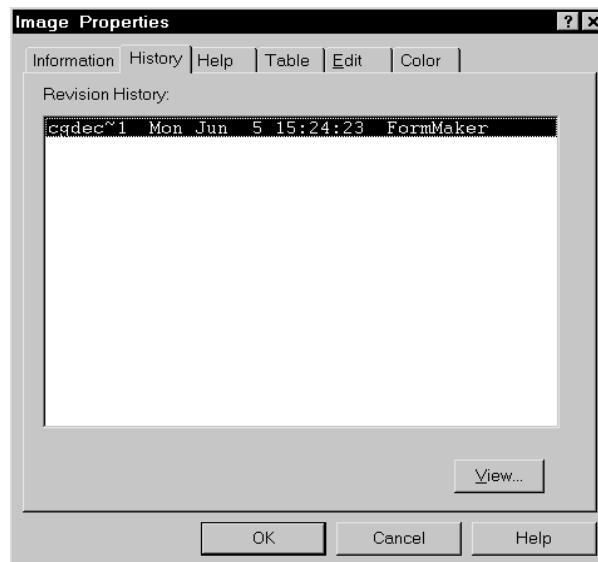 Image Properties ? X
Information History Help Table Edit Color
Revision History:
cqdec~1 Mon Jun 5 15:24:23 FormMaker
View...
OK Cancel Help